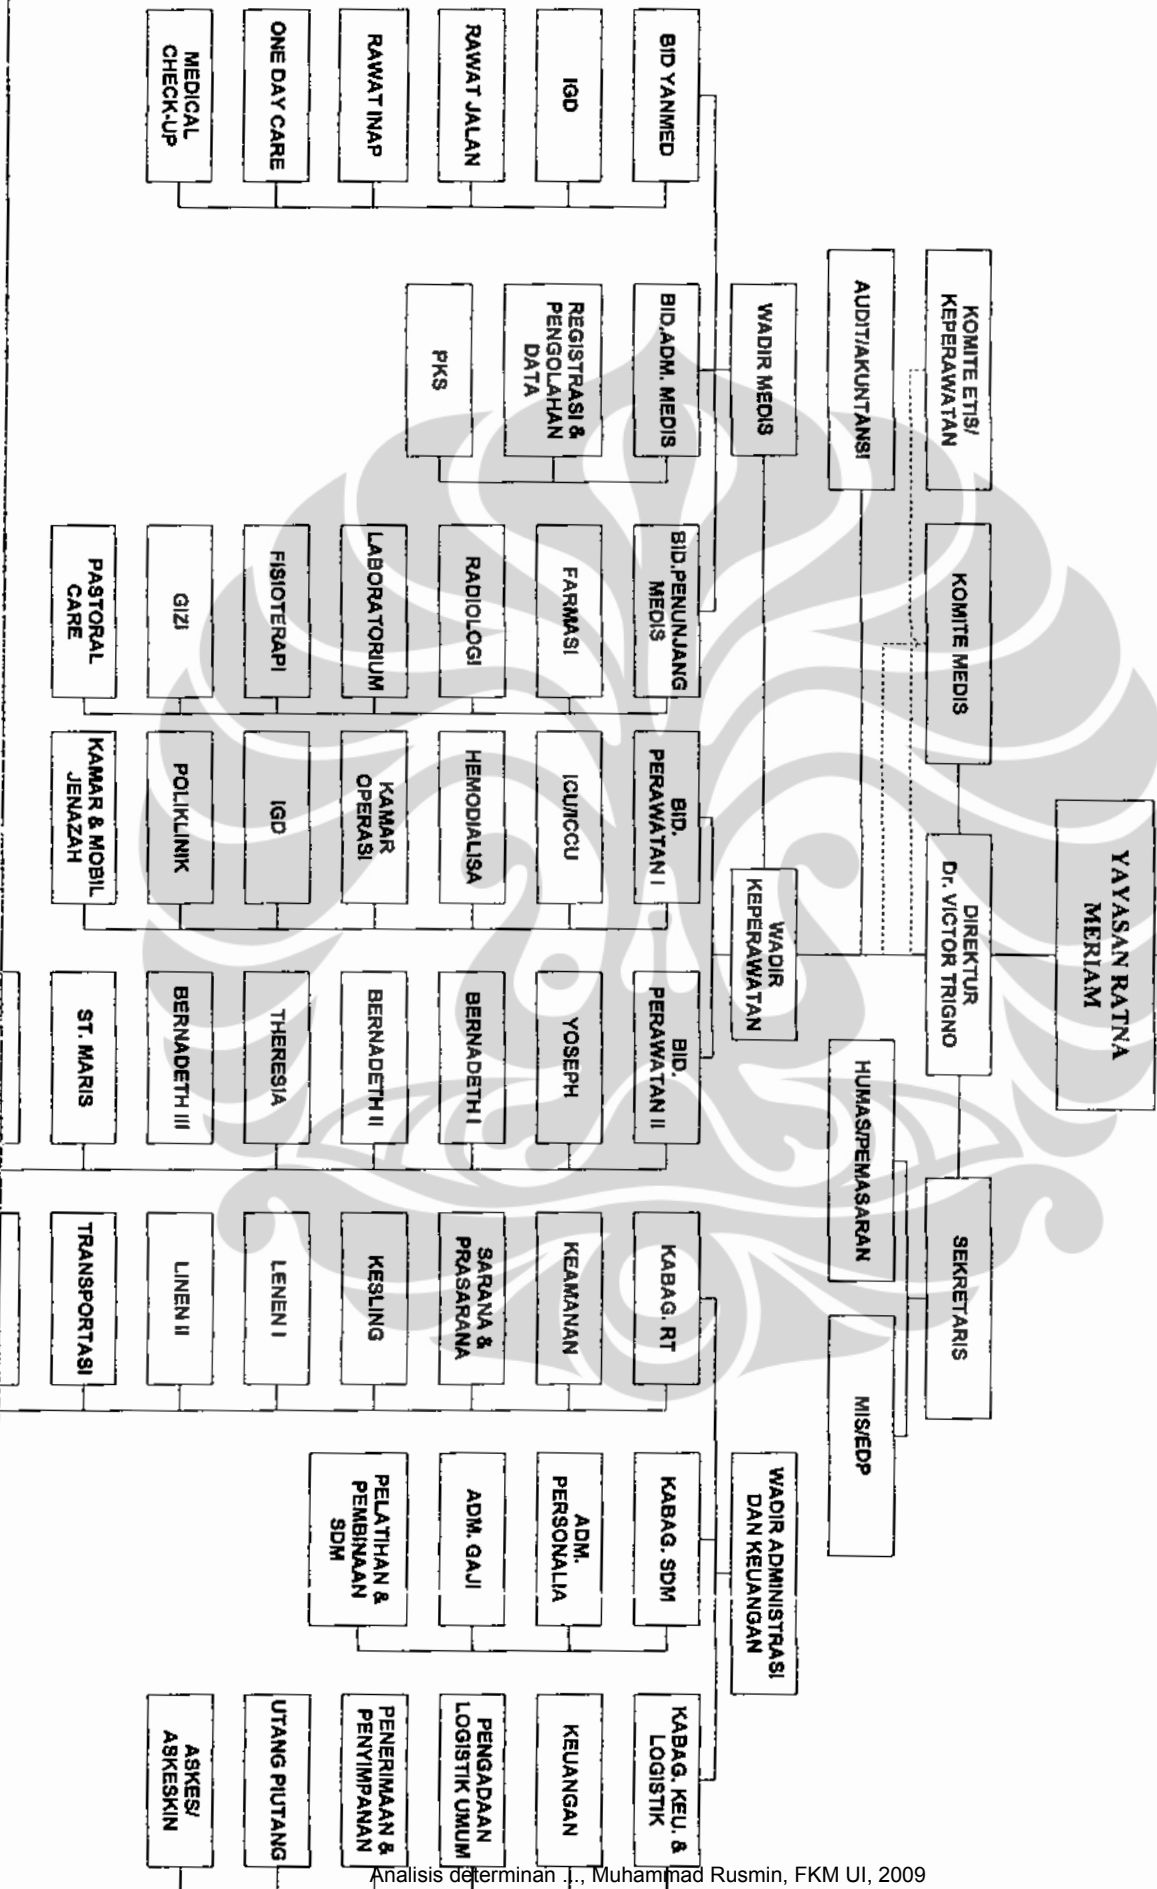 YAYASAN RATNA
MERIAM
KOMITE ETIS/
KEPERAWATAN
KOMITE MEDIS
DIREKTUR
Dr. VICTOR TRIGNO
SEKRETARIS
AUDIT/AKUNTANSI
HUMAS/PEMASARAN
MIS/EDP
WADIR MEDIS
WADIR
KEPERAWATAN
WADIR ADMINISTRASI
DAN KEUANGAN
BID YANMED
IGD
RAWAT JALAN
RAWAT INAP
ONE DAY CARE
MEDICAL
CHECK-UP
BID.ADM. MEDIS
REGISTRASI &
PENGOLAHAN
DATA
PKS
BID.PENUNJANG
MEDIS
FARMASI
RADIOLOGI
LABORATORIUM
FISIOTERAPI
GIZI
PASTORAL
CARE
BID.
PERAWATAN I
ICU/ICCU
HEMODIALISA
KAMAR
OPERASI
IGD
POLIKLINIK
KAMAR & MOBIL
JENAZAH
BID.
PERAWATAN II
YOSEPH
BERNADETH I
BERNADETH II
THERESIA
BERNADETH III
ST. MARIS
KABAG. RT
KEAMANAN
SARANA &
PRASARANA
KESLING
LENEN I
LINEN II
TRANSPORTASI
KABAG. SDM
ADM.
PERSONALIA
ADM. GAJI
PELATIHAN &
PEMBINAAN
SDM
KABAG. KEU. &
LOGISTIK
KEUANGAN
PENGADAAN
LOGISTIK UMUM
PENERIMAAN &
PENYIMPANAN
UTANG PIUTANG
ASKES/
ASKESKIN
Analisis determinan ..., Muhammad Rusmin, FKM UI, 2009